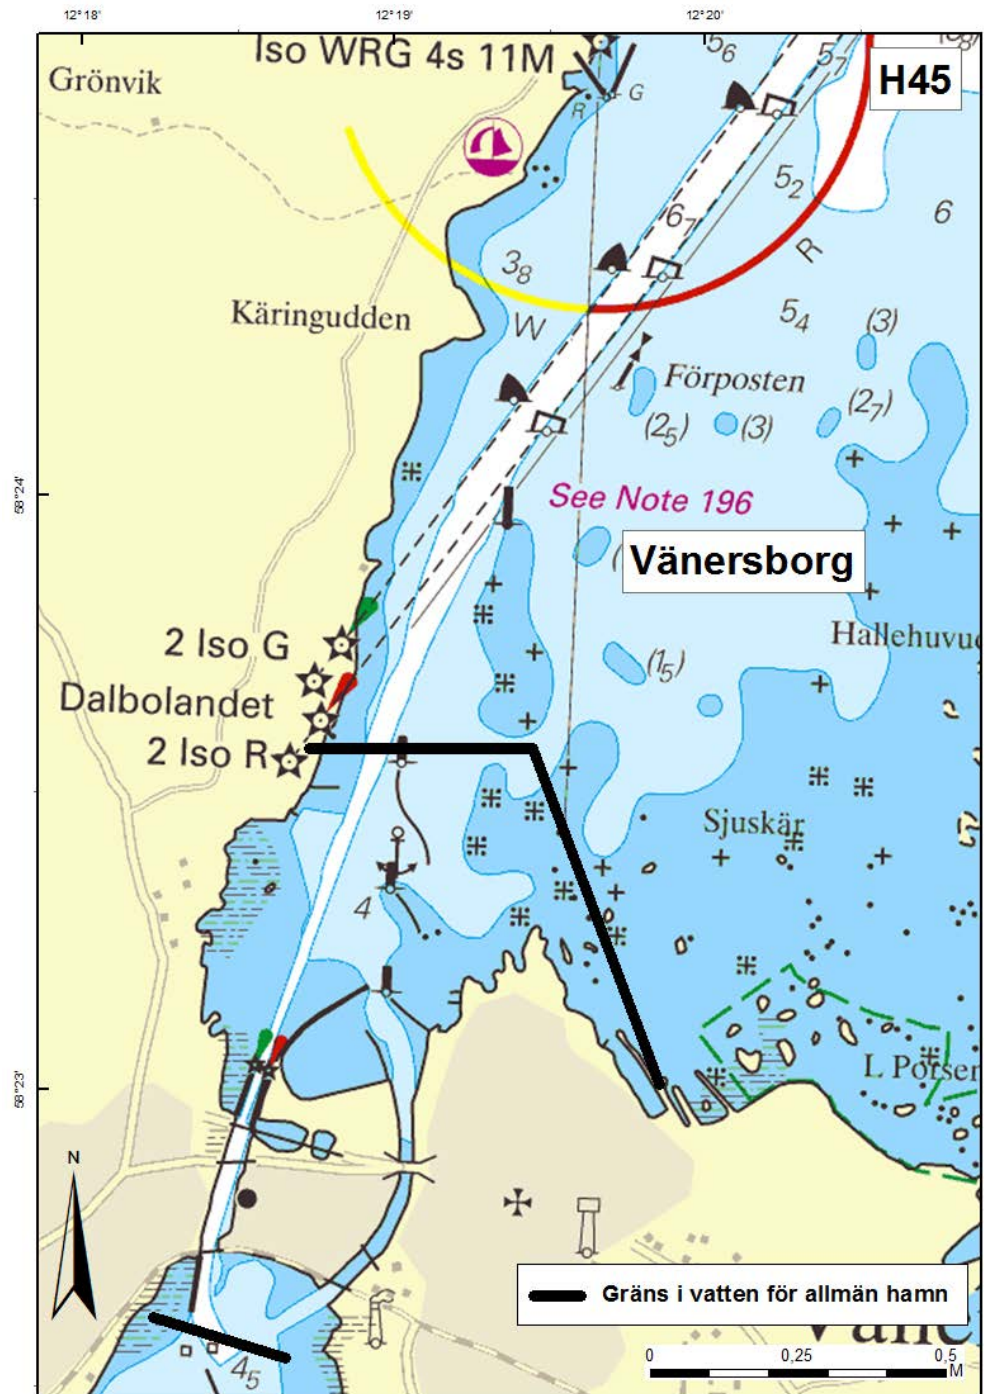 12°18'
12°19'
12°20'
Iso WRG 4s 11M
5₆
5₇
H45
Grönvik
R
G
5₂
6₇
6
R
3₈
W
5₄
(3)
Käringudden
Förposten
(2₅)
(3)
(2₇)
58°24'
See Note 196
Vänersborg
2 Iso G
Hallehuvu
(1₅)
Dalbolandet
2 Iso R
Sjuskär
4
L Porsen
58°23'
N
Gräns i vatten för allmän hamn
Väne
0
0,25
0,5
M
4₅